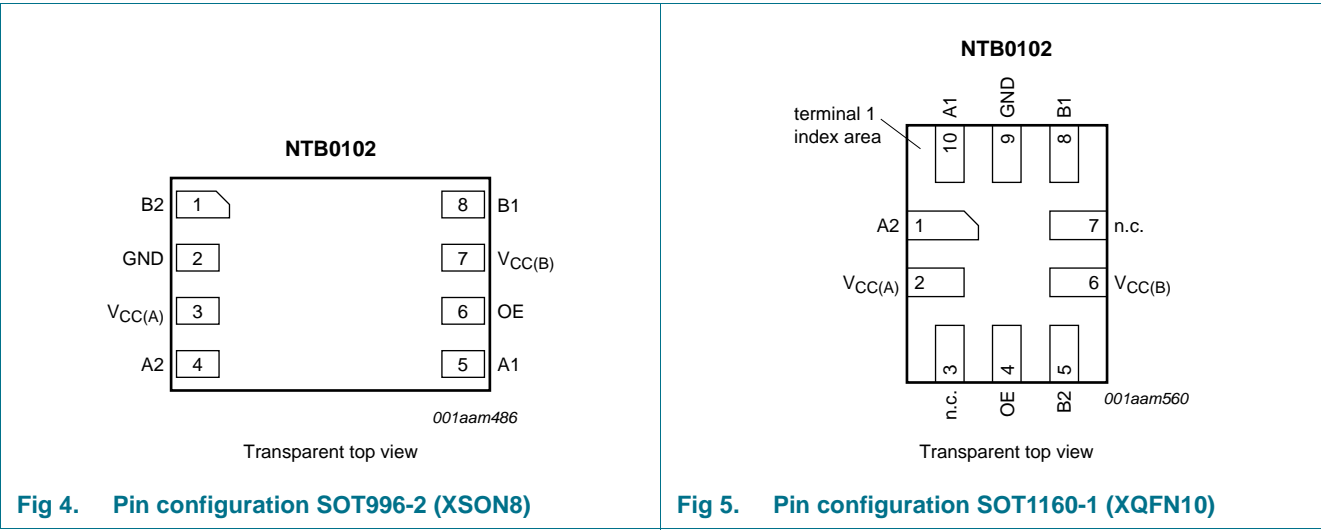 NTB0102
B2 1
8 B1
GND 2
7 VCC(B)
VCC(A) 3
6 OE
A2 4
5 A1
001aam486
Transparent top view
Fig 4. Pin configuration SOT996-2 (XSON8)
NTB0102
terminal 1
index area
A1
GND
B1
10
9
8
A2 1
7 n.c.
VCC(A) 2
6 VCC(B)
3
4
5
n.c.
OE
B2
001aam560
Transparent top view
Fig 5. Pin configuration SOT1160-1 (XQFN10)